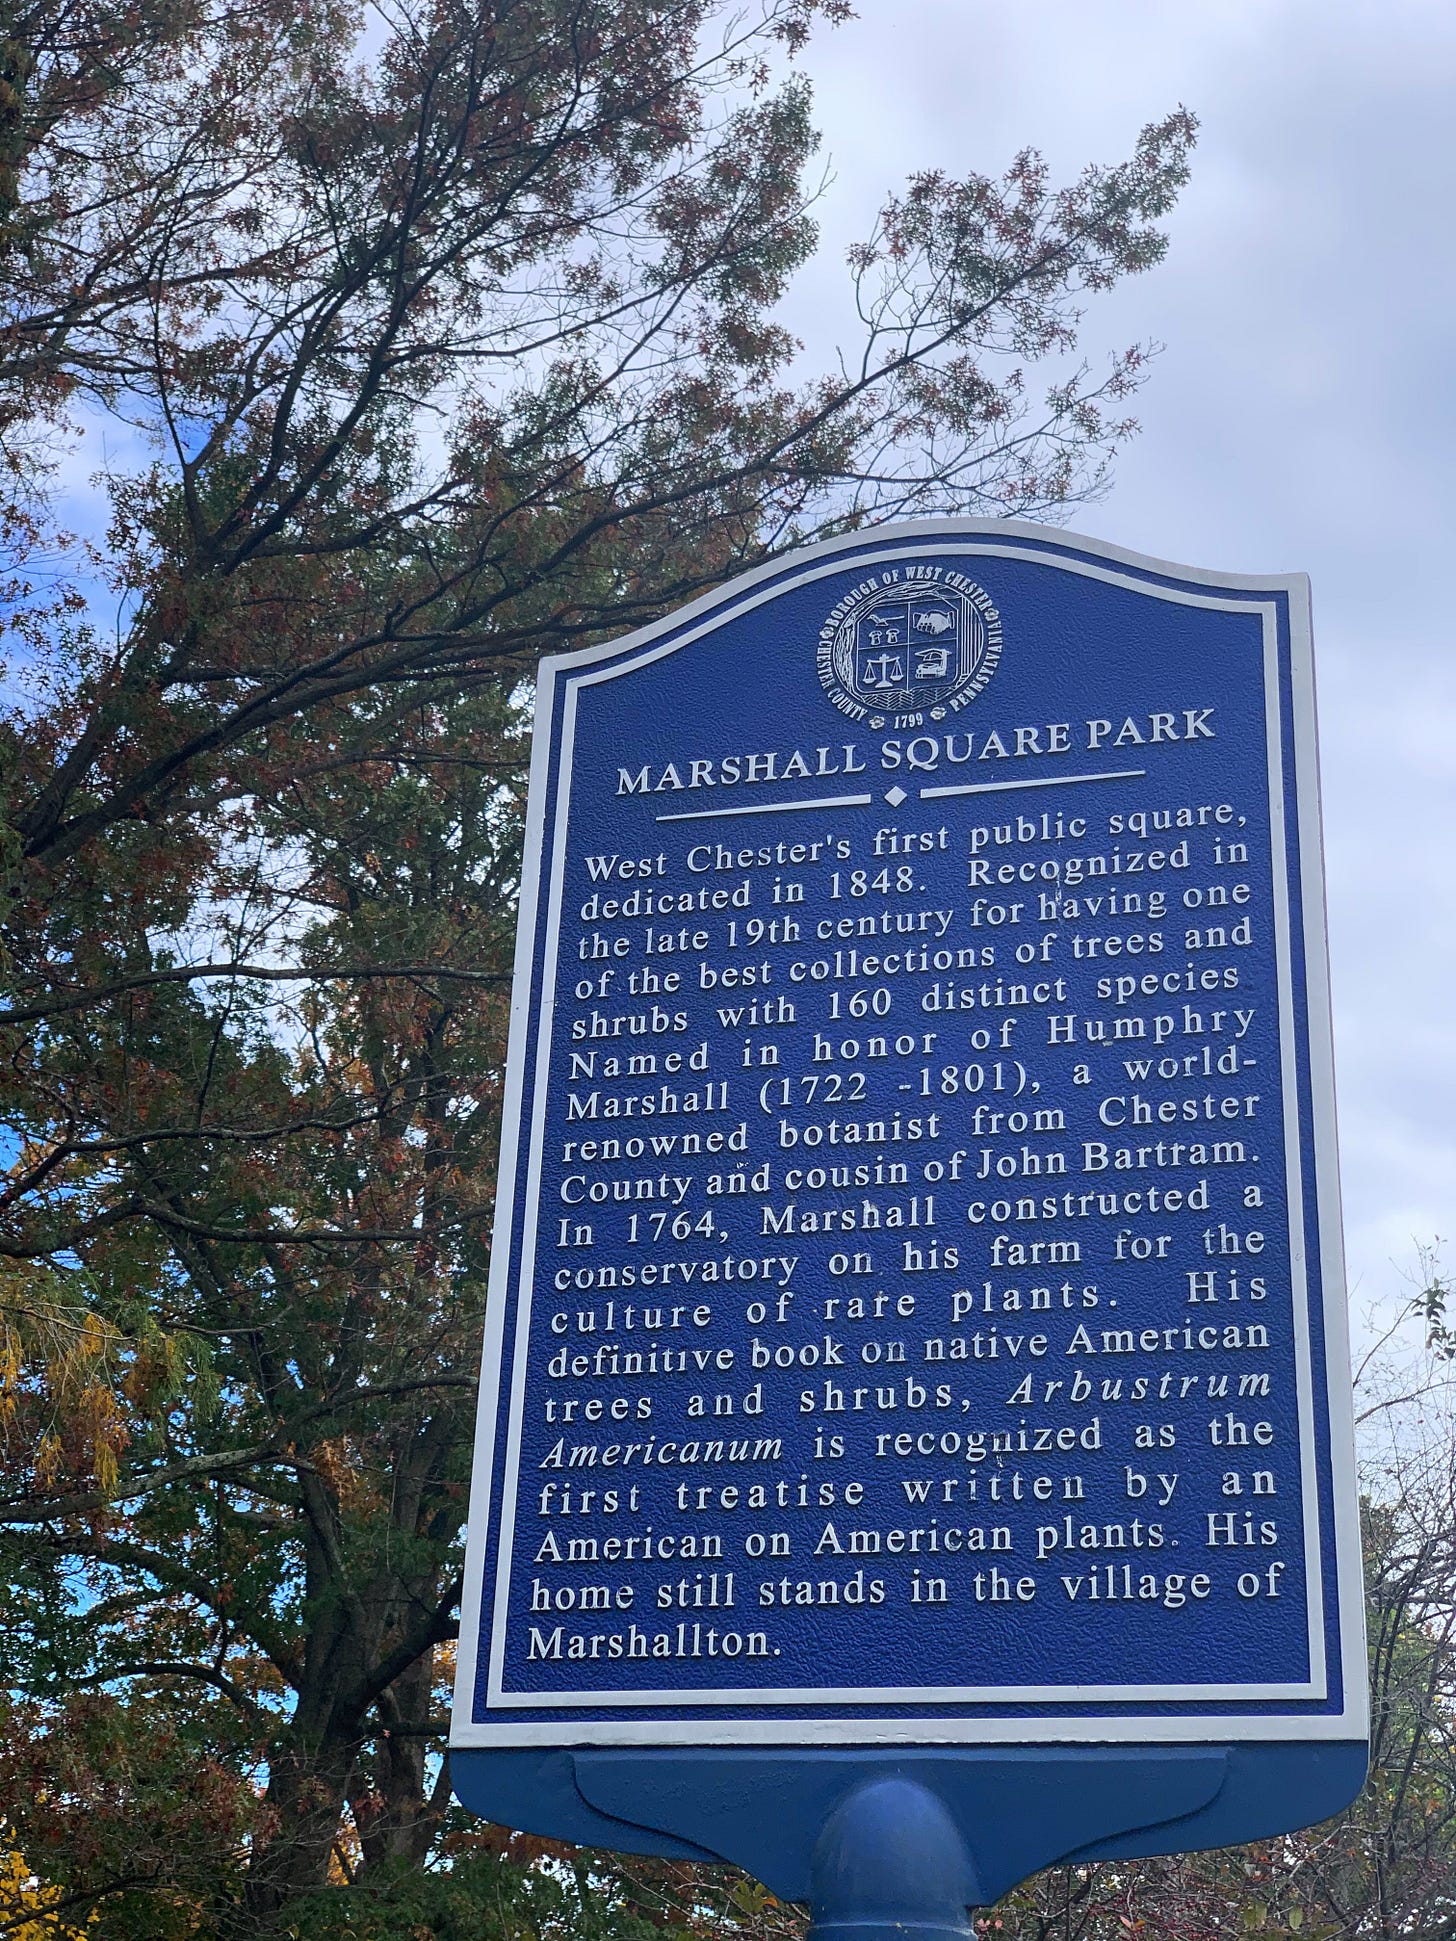 BOROUGH OF WEST CHESTER
CHESTER COUNTY
1799
PENNSYLVANIA
MARSHALL SQUARE PARK
West Chester's first public square,
dedicated in 1848. Recognized in
the late 19th century for having one
of the best collections of trees and
shrubs with 160 distinct species
Named in honor of Humphry
Marshall (1722 -1801), a world-
renowned botanist from Chester
County and cousin of John Bartram.
In 1764, Marshall constructed a
conservatory on his farm for the
culture of rare plants. His
definitive book on native American
trees and shrubs, Arbustrum
Americanum is recognized as the
first treatise written by an
American on American plants. His
home still stands in the village of
Marshallton.